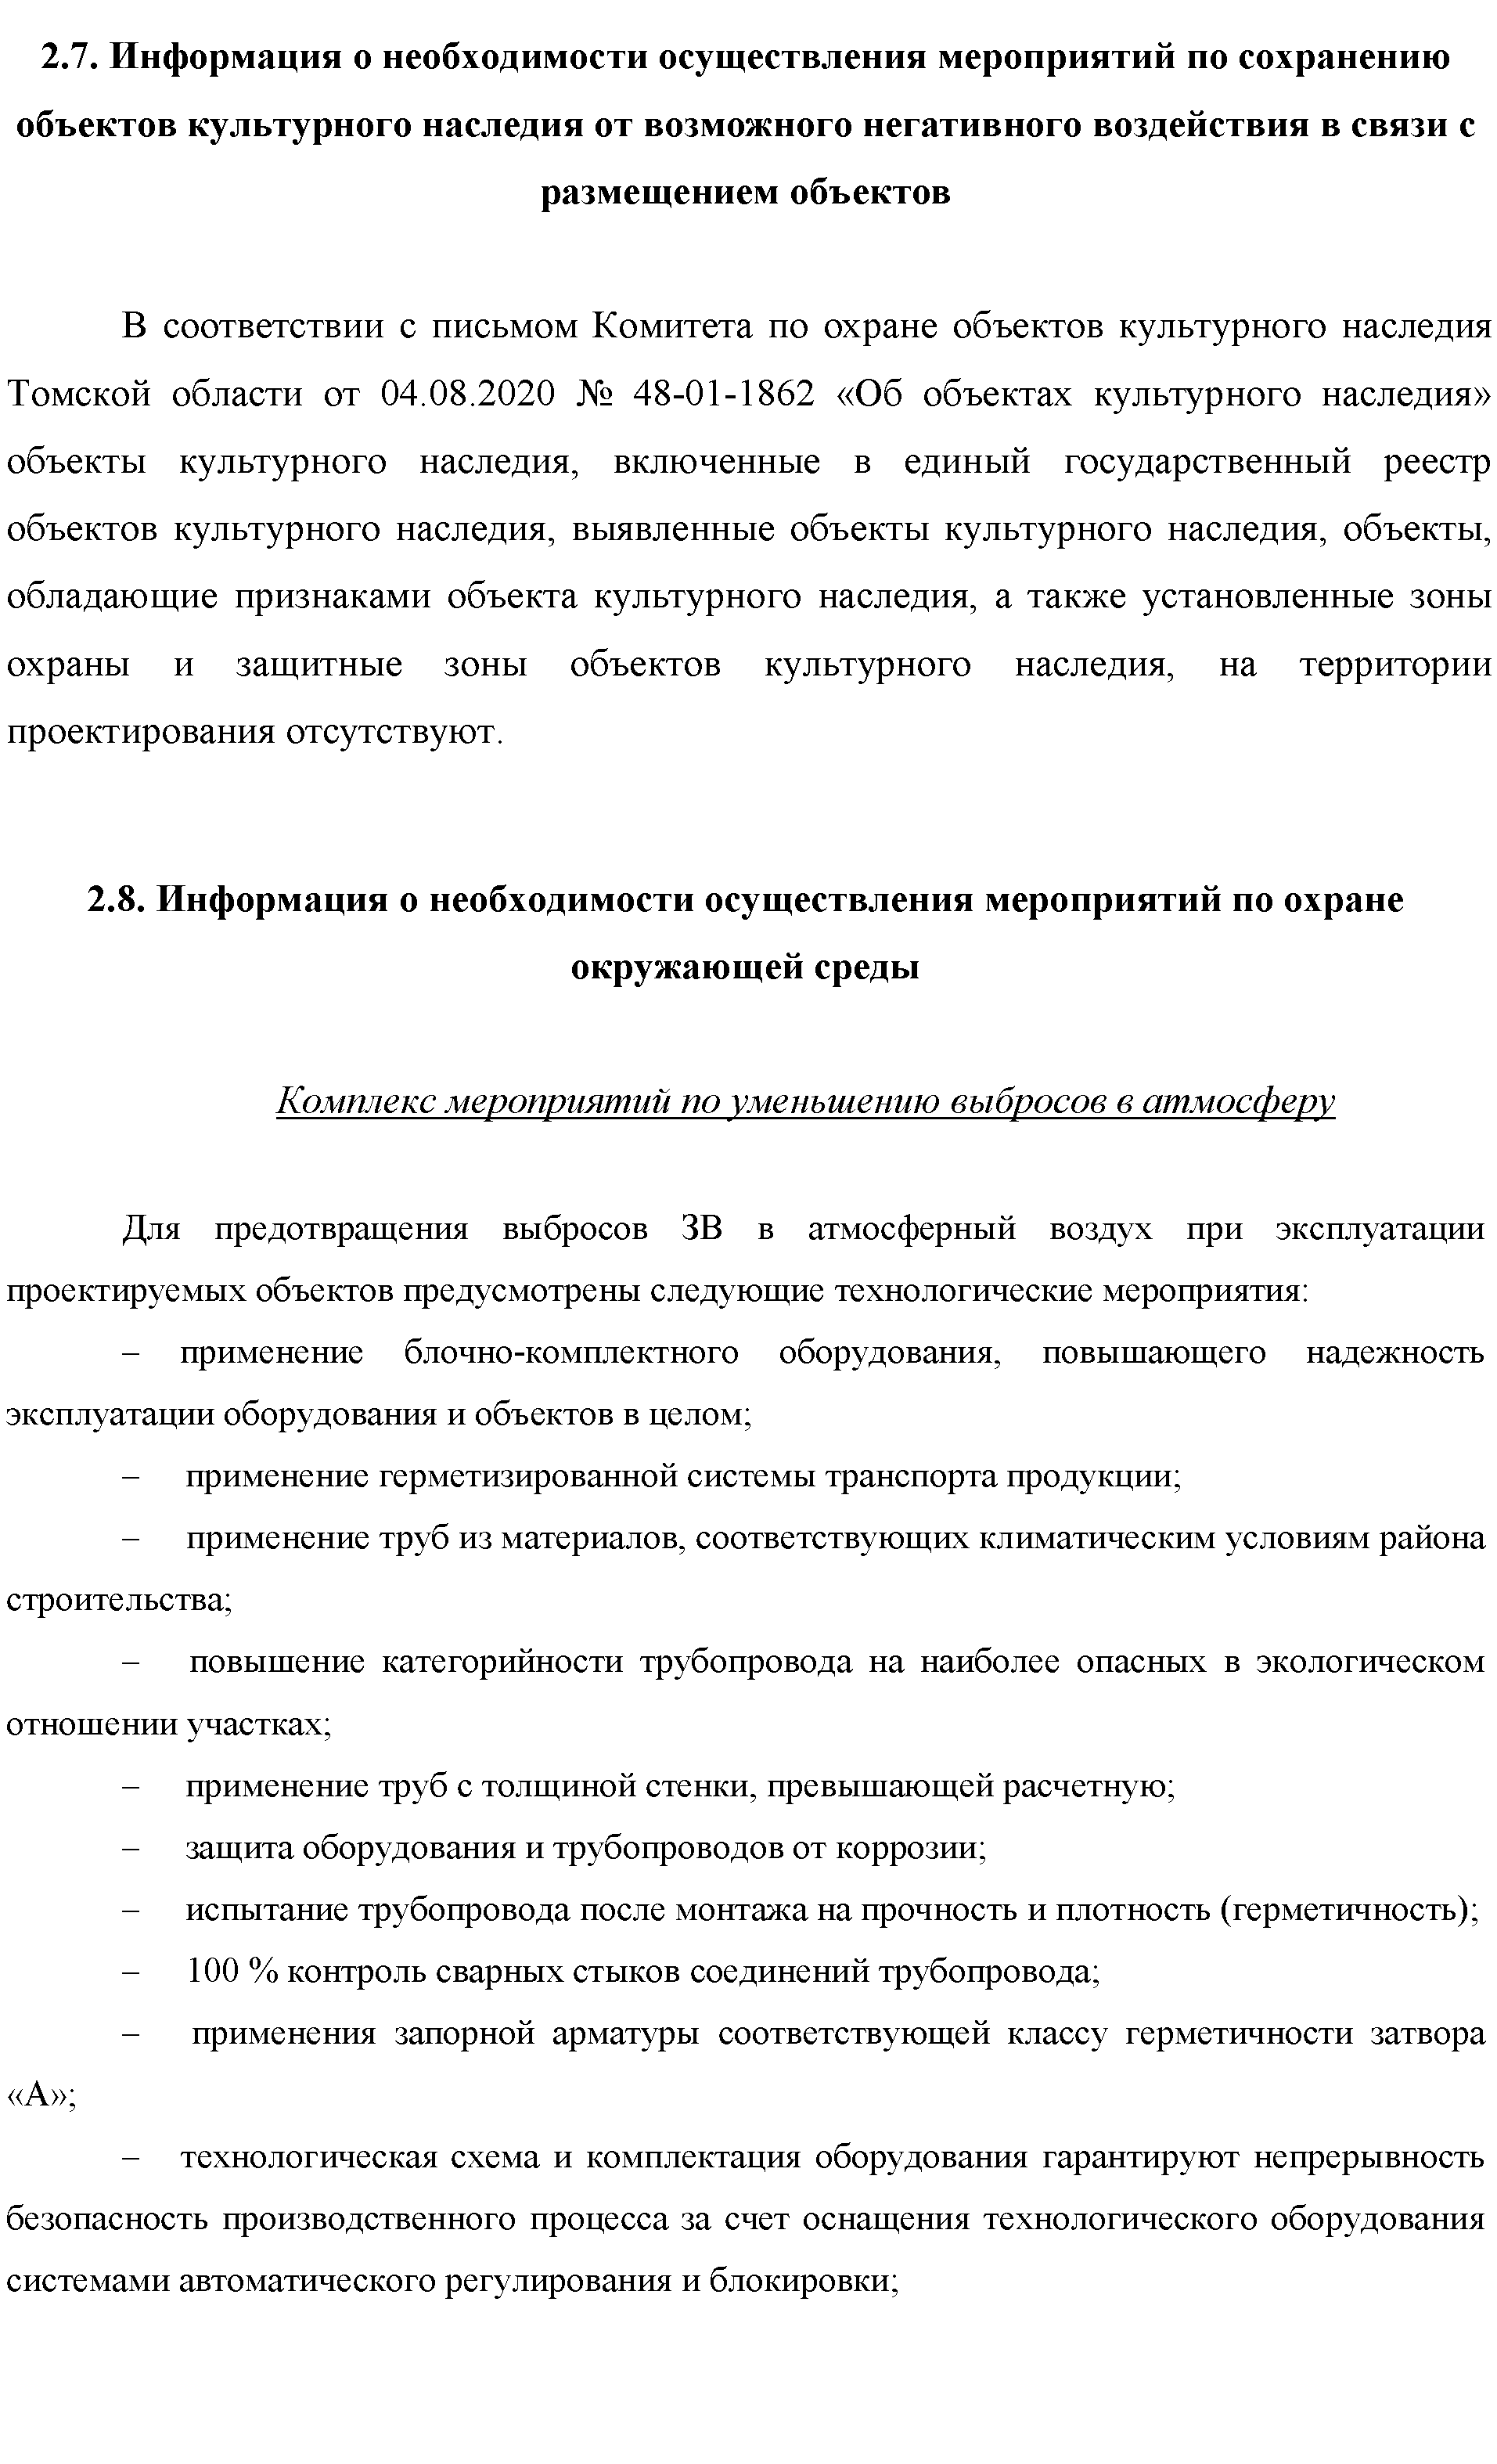 2.7. Информация о необходимости осуществления мероприятий по сохранению
объектов культурного наследия от возможного негативного воздействия в связи с
размещением объектов
В соответствии с письмом Комитета по охране объектов культурного наследия
Томской области от 04.08.2020 № 48-01-1862 «Об объектах культурного наследия»
объекты культурного наследия, включенные в единый государственный реестр
объектов культурного наследия, выявленные объекты культурного наследия, объекты,
обладающие признаками объекта культурного наследия, а также установленные зоны
охраны и защитные зоны объектов культурного наследия, на территории
проектирования отсутствуют.
2.8. Информация о необходимости осуществления мероприятий по охране
окружающей среды
Комплекс мероприятий по уменьшению выбросов в атмосферу
Для предотвращения выбросов ЗВ в атмосферный воздух при эксплуатации
проектируемых объектов предусмотрены следующие технологические мероприятия:
– применение блочно-комплектного оборудования, повышающего надежность
эксплуатации оборудования и объектов в целом;
– применение герметизированной системы транспорта продукции;
– применение труб из материалов, соответствующих климатическим условиям района
строительства;
– повышение категорийности трубопровода на наиболее опасных в экологическом
отношении участках;
– применение труб с толщиной стенки, превышающей расчетную;
– защита оборудования и трубопроводов от коррозии;
– испытание трубопровода после монтажа на прочность и плотность (герметичность);
– 100 % контроль сварных стыков соединений трубопровода;
– применения запорной арматуры соответствующей классу герметичности затвора
«А»;
– технологическая схема и комплектация оборудования гарантируют непрерывность
безопасность производственного процесса за счет оснащения технологического оборудования
системами автоматического регулирования и блокировки;